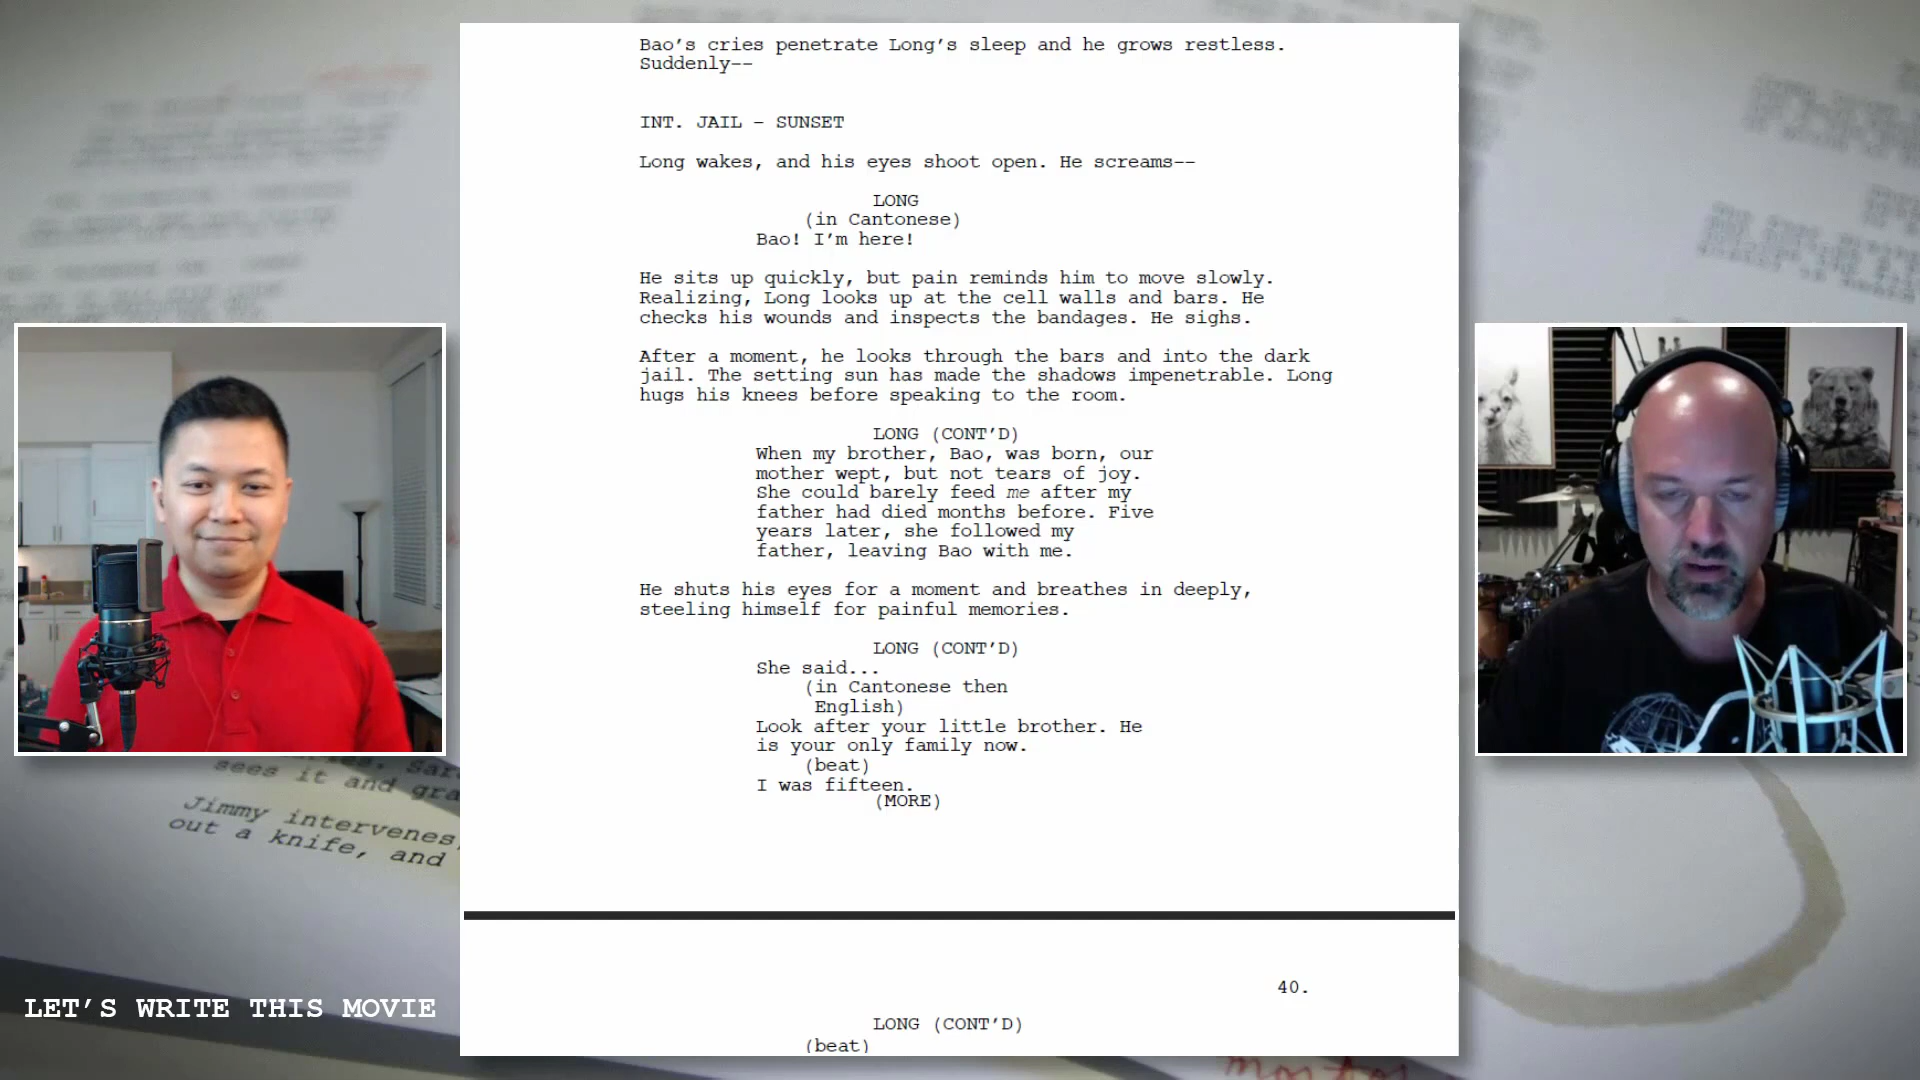 Bao's cries penetrate Long's sleep and he grows restless.
Suddenly--
INT. JAIL - SUNSET
Long wakes, and his eyes shoot open. He screams--
LONG
(in Cantonese)
Bao! I'm here!
He sits up quickly, but pain reminds him to move slowly.
Realizing, Long looks up at the cell walls and bars. He
checks his wounds and inspects the bandages. He sighs.
After a moment, he looks through the bars and into the dark
jail. The setting sun has made the shadows impenetrable. Long
hugs his knees before speaking to the room.
LONG (CONT'D)
When my brother, Bao, was born, our
mother wept, but not tears of joy.
She could barely feed me after my
father had died months before. Five
years later, she followed my
father, leaving Bao with me.
He shuts his eyes for a moment and breathes in deeply,
steeling himself for painful memories.
LONG (CONT'D)
She said...
(in Cantonese then
English)
Look after your little brother. He
is your only family now.
(beat)
I was fifteen.
(MORE)
40.
LONG (CONT'D)
(beat)
sees it and gra
Jimmy intervenes
out a knife, and
LET'S WRITE THIS MOVIE